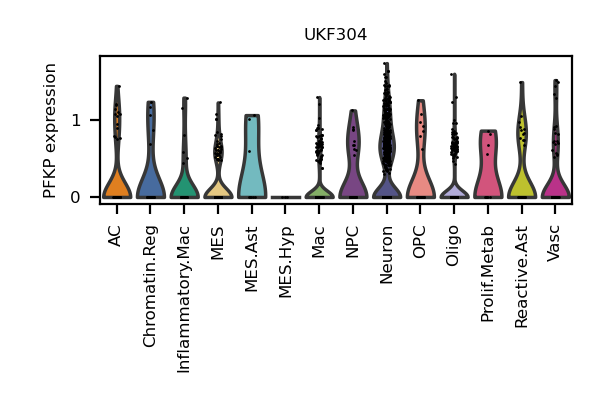 UKF304
PFKP expression
1
0
AC
Chromatin.Reg
Inflammatory.Mac
MES
MES.Ast
MES.Hyp
Mac
NPC
Neuron
OPC
Oligo
Prolif.Metab
Reactive.Ast
Vasc